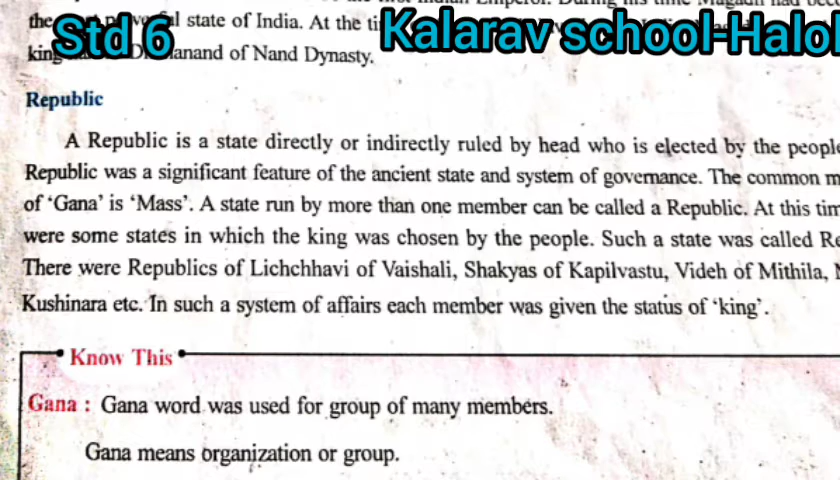 Std 6
Kalarav school-Halol
the state of India. At the
king of Nand Dynasty.
Republic
A Republic is a state directly or indirectly ruled by head who is elected by the people
Republic was a significant feature of the ancient state and system of governance. The common
of 'Gana' is 'Mass'. A state run by more than one member can be called a Republic. At this
were some states in which the king was chosen by the people. Such a state was called
There were Republics of Lichchhavi of Vaishali, Shakyas of Kapilvastu, Videh of Mithila,
Kushinara etc. In such a system of affairs each member was given the status of 'king'.
Know This
Gana : Gana word was used for group of many members.
Gana means organization or group.